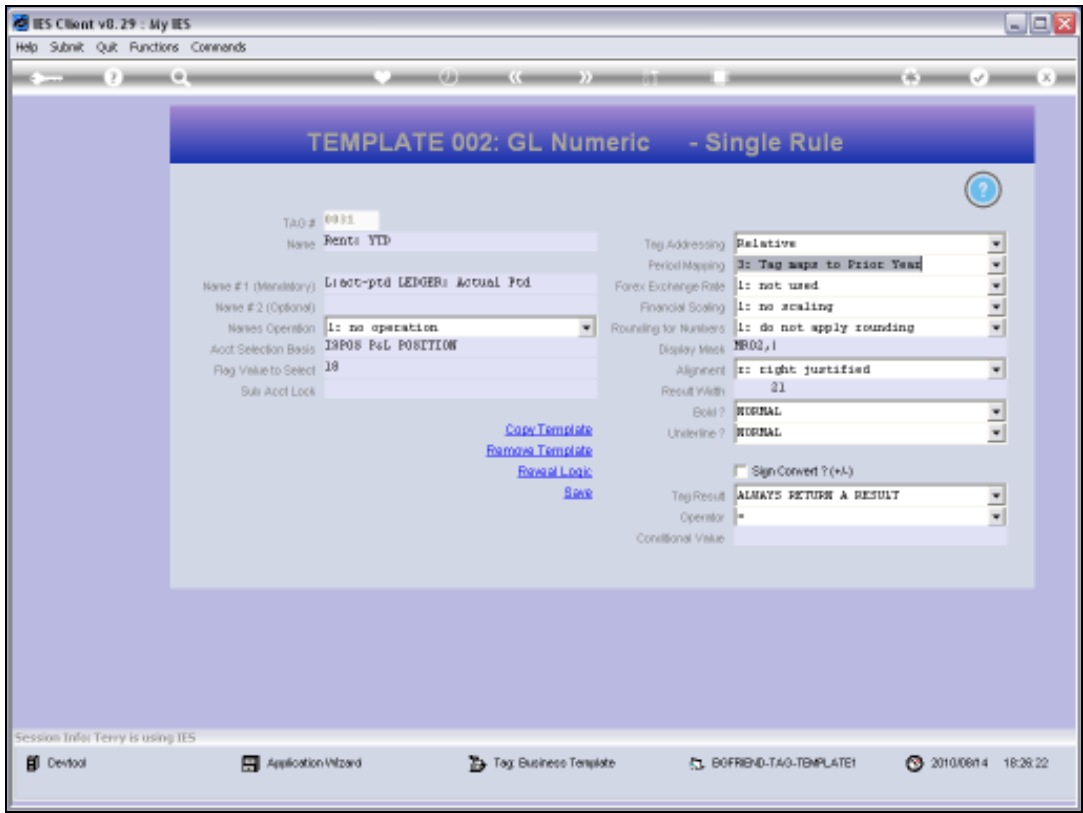 IES Client v8.29 : My IES
Help Submit Quit Functions Commands
TEMPLATE 002: GL Numeric - Single Rule
TAG # 0031
Name Rent: YTD
Name # 1 (Mandatory) L:act-ptd LEDGER: Actual Ptd
Name # 2 (Optional)
Names Operation 1: no operation
Acct Selection Basis ISPOS P&L POSITION
Flag Value to Select 18
Sub Acct Lock
Copy Template
Remove Template
Reveal Logic
Save
Tag Addressing Relative
Period Mapping 3: Tag maps to Prior Year
Forex Exchange Rate 1: not used
Financial Scaling 1: no scaling
Rounding for Numbers 1: do not apply rounding
Display Mask MR02,|
Alignment r: right justified
Result Width 21
Bold ? NORMAL
Underline ? NORMAL
Sign Convert ? (+/-)
Tag Result ALWAYS RETURN A RESULT
Operator =
Conditional Value
Session Info: Terry is using IES
Devtool Application Wizard Tag: Business Template BOFRIEND-TAG-TEMPLATE1 2010/08/14 18:26:22